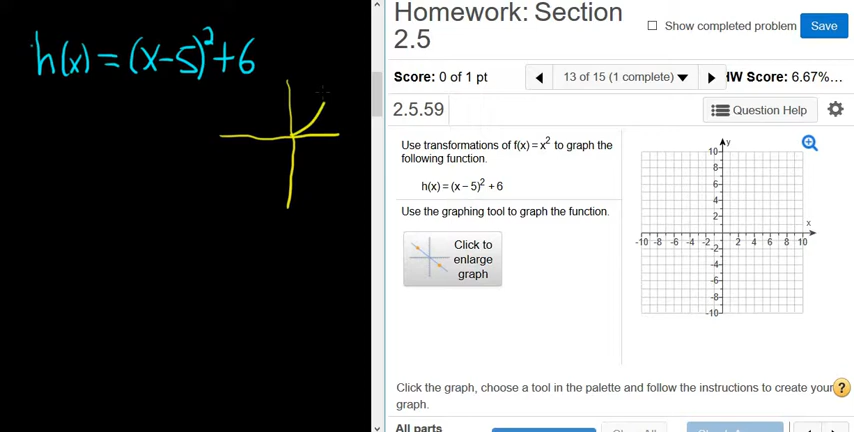 h(x) = (x-5)² + 6
Homework: Section
2.5
Show completed problem
Save
Score: 0 of 1 pt
13 of 15 (1 complete)
HW Score: 6.67%...
2.5.59
Question Help
Use transformations of f(x) = x² to graph the
following function.
h(x) = (x − 5)² + 6
Use the graphing tool to graph the function.
Click to
enlarge
graph
y
10
8
6
4
2
x
-10 -8 -6 -4 -2 2 4 6 8 10
-2
-4
-6
-8
-10
Click the graph, choose a tool in the palette and follow the instructions to create your
graph.
?
All parts
Clear All
Check Answer